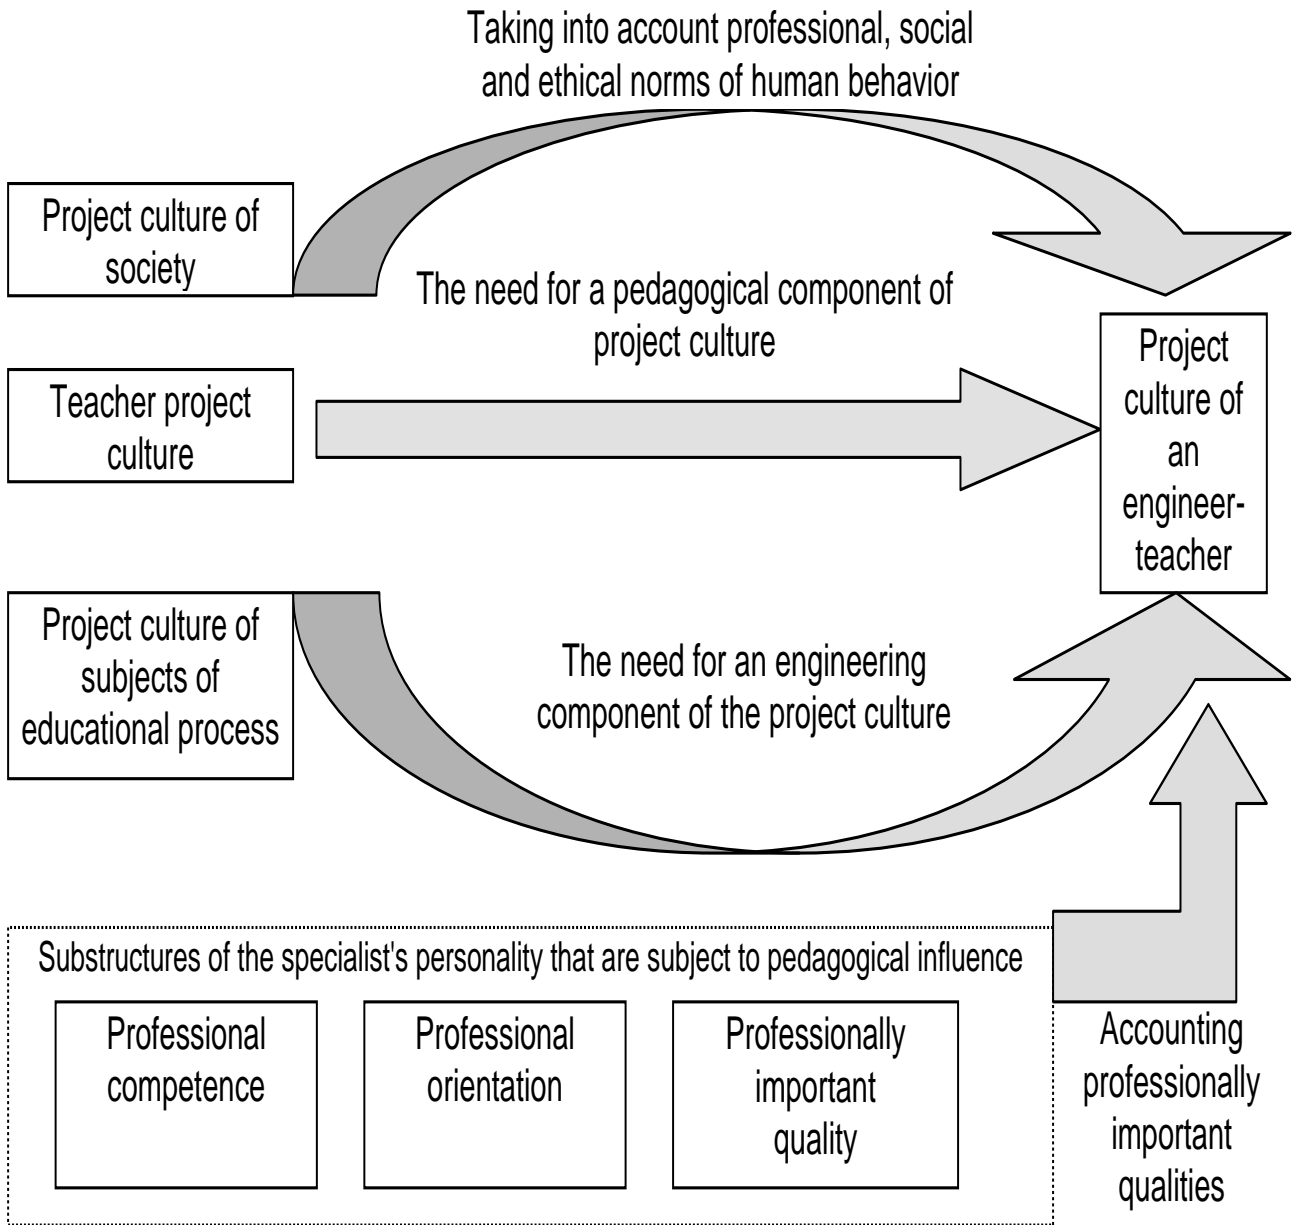 Taking into account professional, social
and ethical norms of human behavior
Project culture of
society
The need for a pedagogical component of
project culture
Teacher project
culture
Project
culture of
an
engineer-
teacher
Project culture of
subjects of
educational process
The need for an engineering
component of the project culture
Substructures of the specialist's personality that are subject to pedagogical influence
Professional
competence
Professional
orientation
Professionally
important
quality
Accounting
professionally
important
qualities